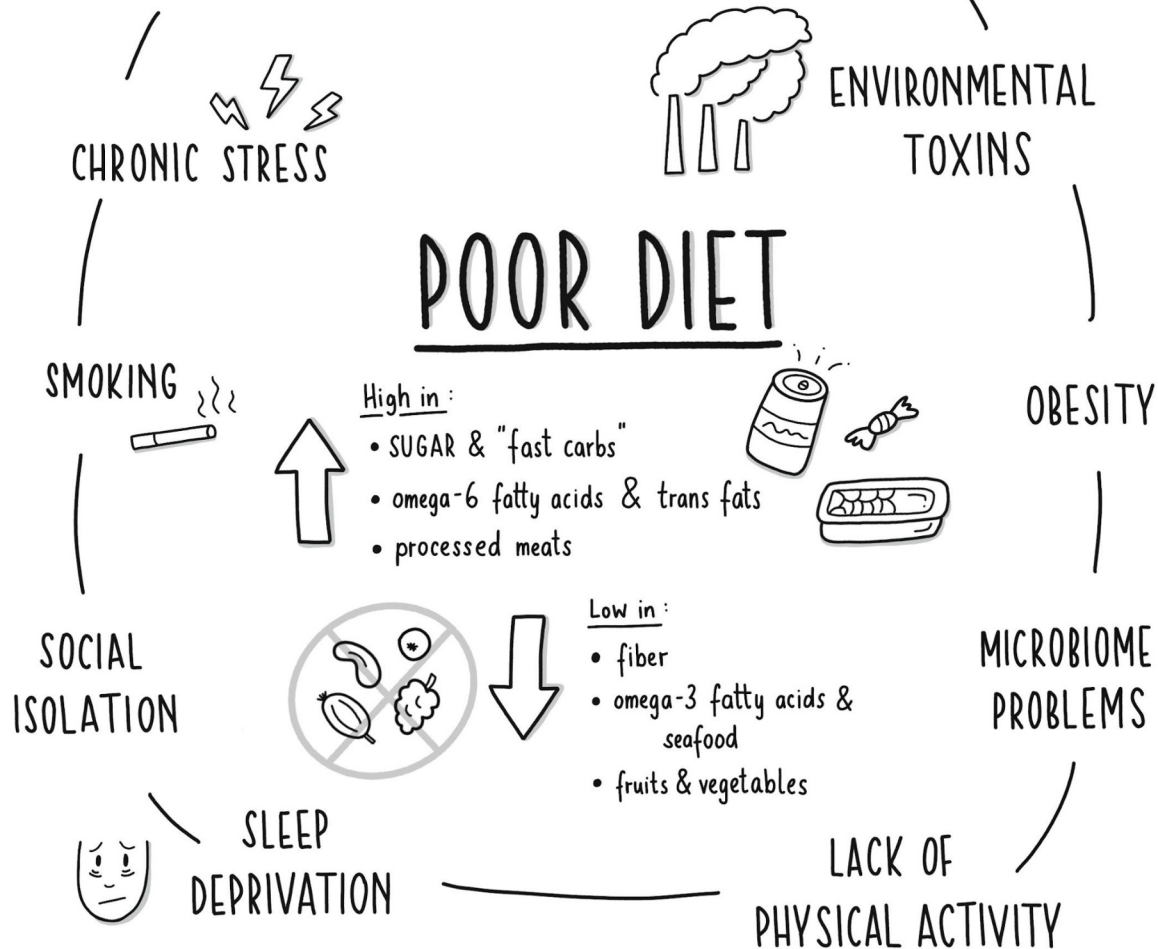 CHRONIC STRESS
ENVIRONMENTAL
TOXINS
POOR DIET
SMOKING
High in :
• SUGAR & "fast carbs"
• omega-6 fatty acids & trans fats
• processed meats
OBESITY
SOCIAL
ISOLATION
Low in :
• fiber
• omega-3 fatty acids &
seafood
• fruits & vegetables
MICROBIOME
PROBLEMS
SLEEP
DEPRIVATION
LACK OF
PHYSICAL ACTIVITY